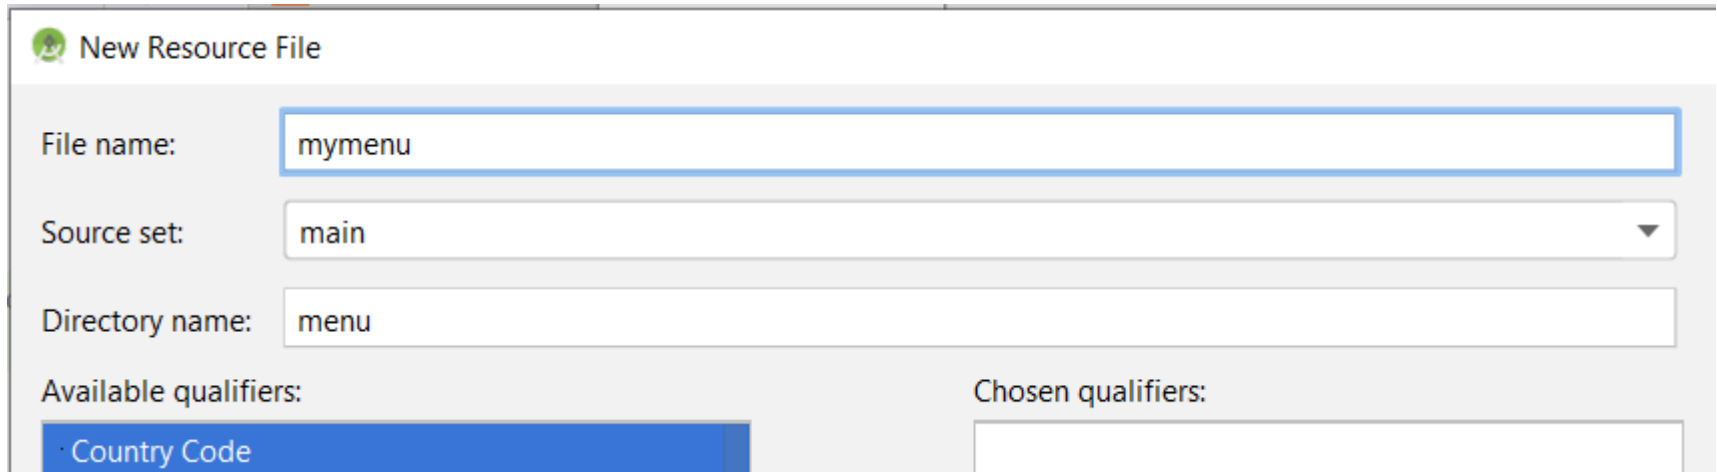 New Resource File
File name: mymenu
Source set: main
Directory name: menu
Available qualifiers: Chosen qualifiers:
Country Code